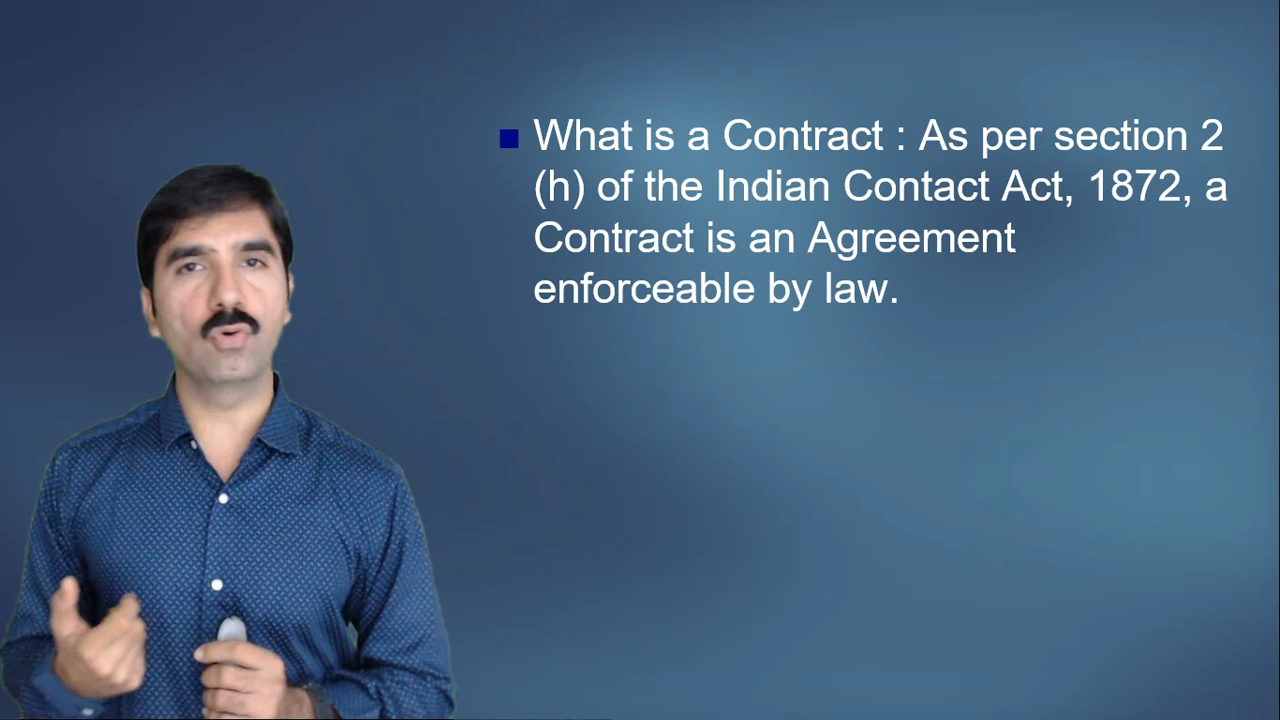 What is a Contract : As per section 2
(h) of the Indian Contact Act, 1872, a
Contract is an Agreement
enforceable by law.